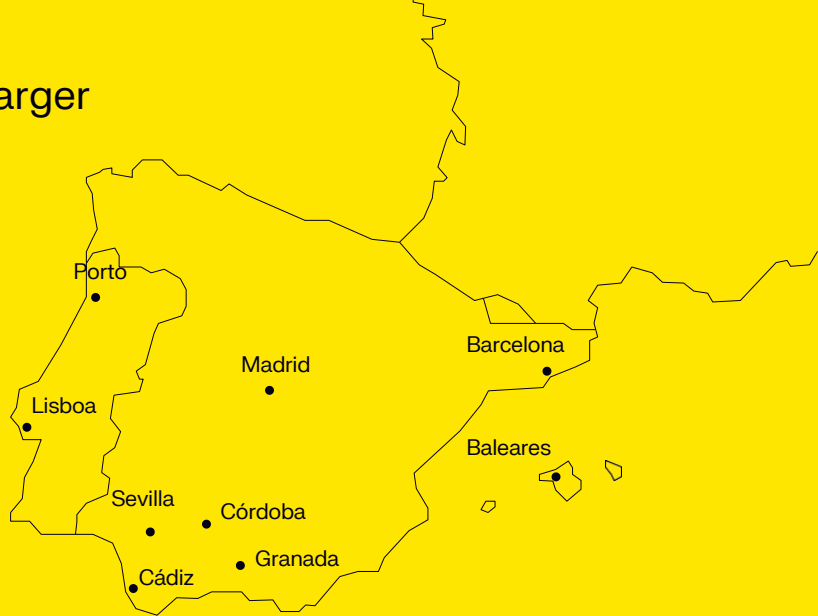 arger
Porto
Madrid
Barcelona
Lisboa
Baleares
Sevilla
Córdoba
Granada
Cádiz